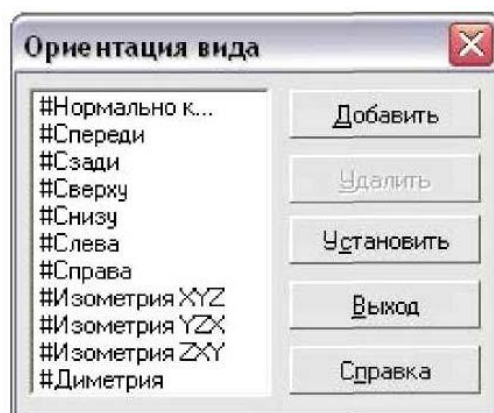 Ориентация вида
#Нормально к...
#Спереди
#Сзади
#Сверху
#Снизу
#Слева
#Справа
#Изометрия XYZ
#Изометрия YZX
#Изометрия ZXY
#Диметрия
Добавить
Удалить
Установить
Выход
Справка